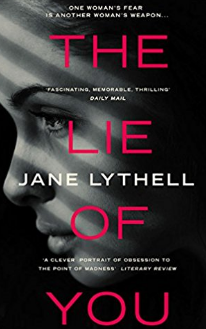 ONE WOMAN'S FEAR
IS ANOTHER WOMAN'S WEAPON...
THE
'FASCINATING, MEMORABLE, THRILLING'
DAILY MAIL
LIE
JANE LYTHELL
OF
'A CLEVER PORTRAIT OF OBSESSION TO
THE POINT OF MADNESS' LITERARY REVIEW
YOU